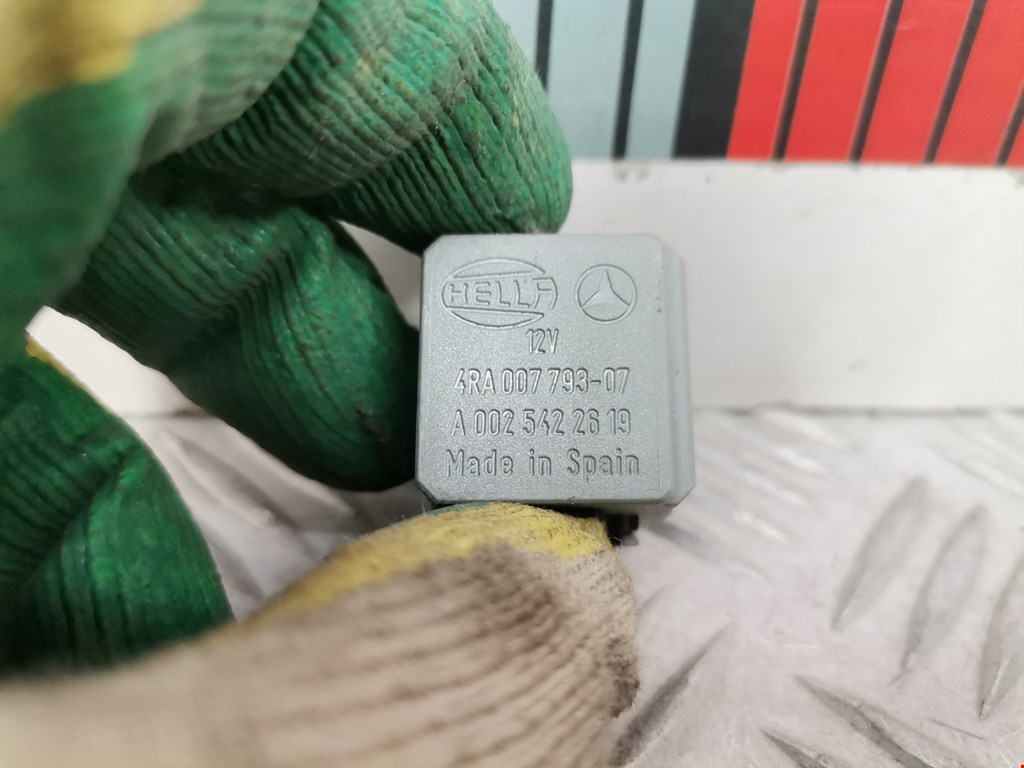 HELLA
12V
4RA 007 793-07
A 002 542 26 19
Made in Spain